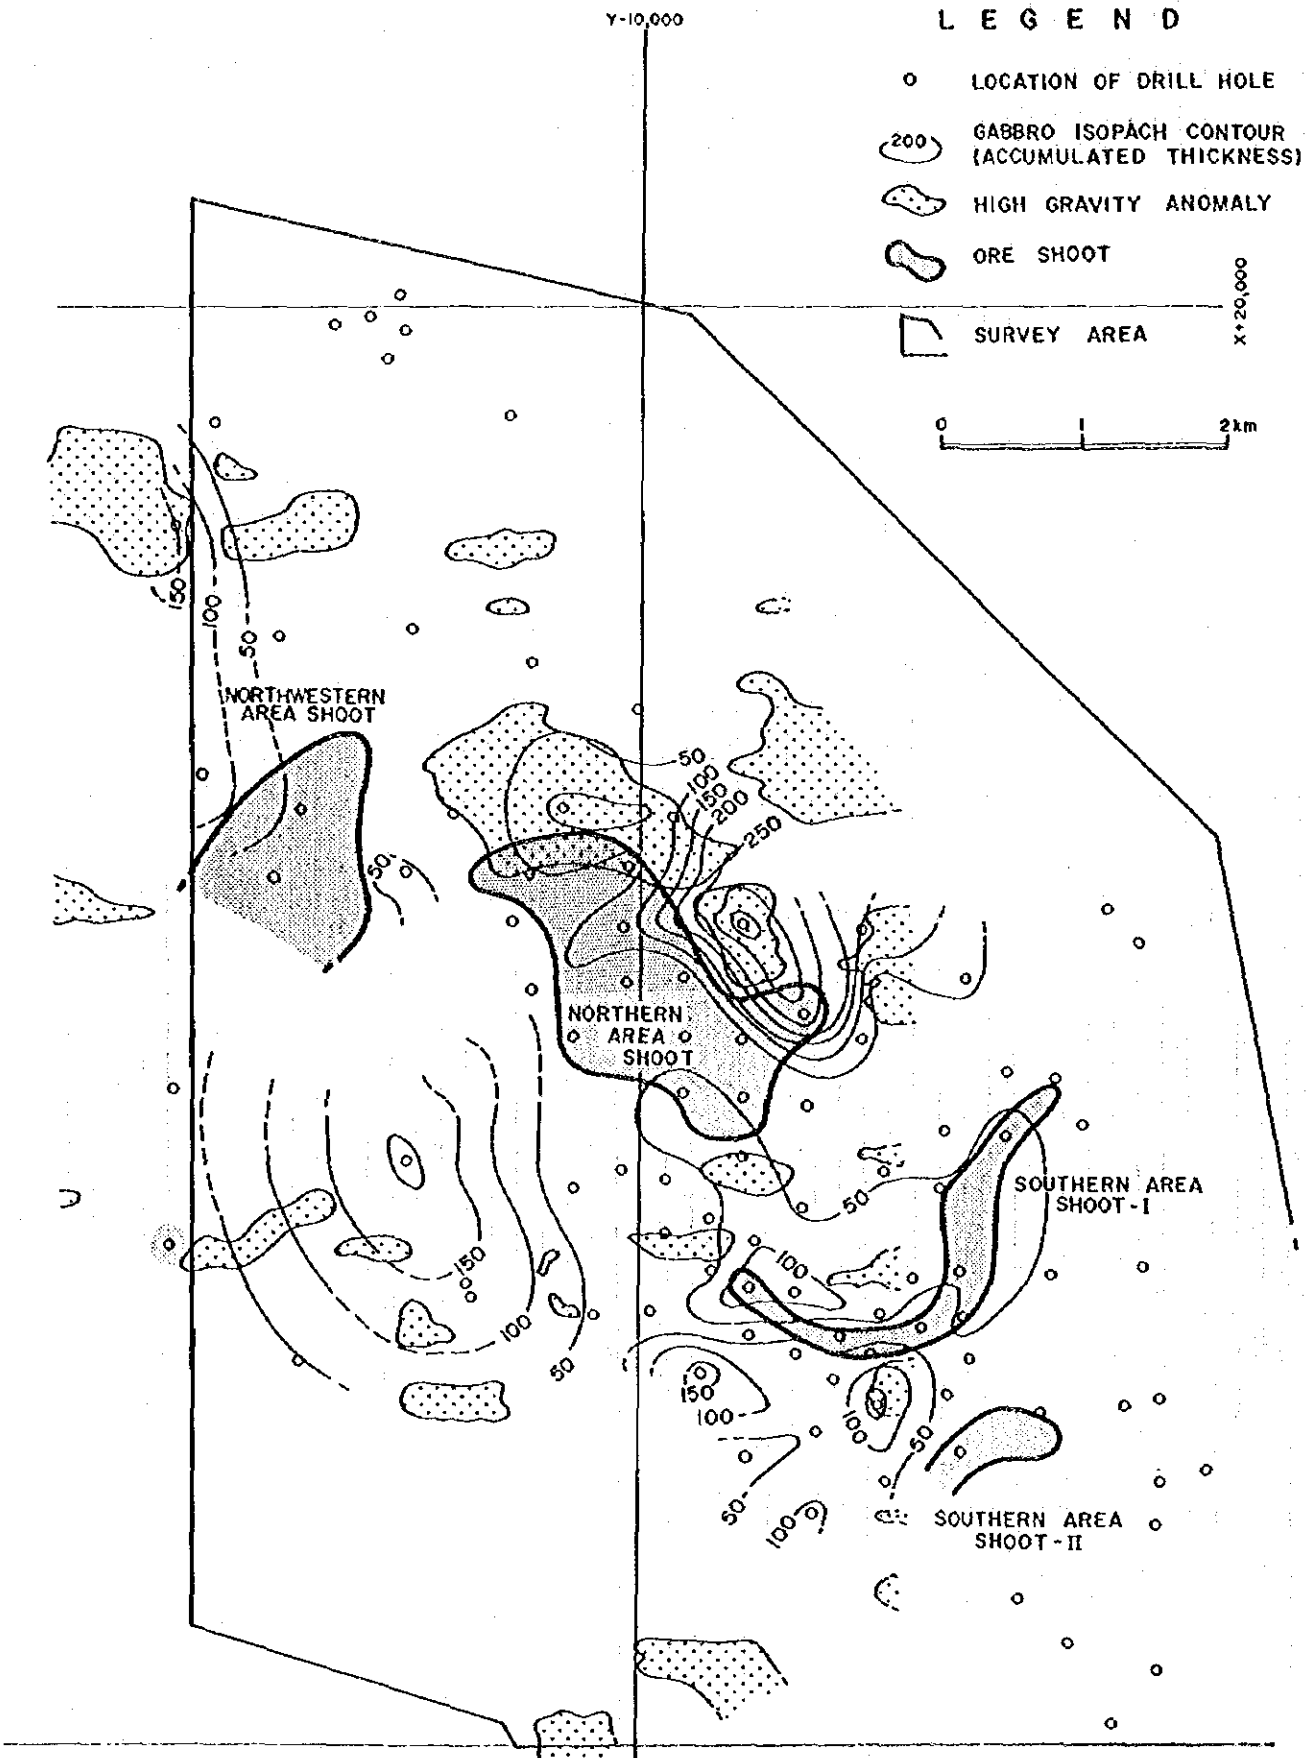 Y-10,000
LEGEND
LOCATION OF DRILL HOLE
200
GABBRO ISOPACH CONTOUR
(ACCUMULATED THICKNESS)
HIGH GRAVITY ANOMALY
ORE SHOOT
SURVEY AREA
X+20,000
0 1 2km
150
100
50
NORTHWESTERN
AREA SHOOT
50
100
150
200
250
50
NORTHERN
AREA
SHOOT
50
SOUTHERN AREA
SHOOT-I
150
100
100
50
150
100
100
50
50
100
SOUTHERN AREA
SHOOT-II